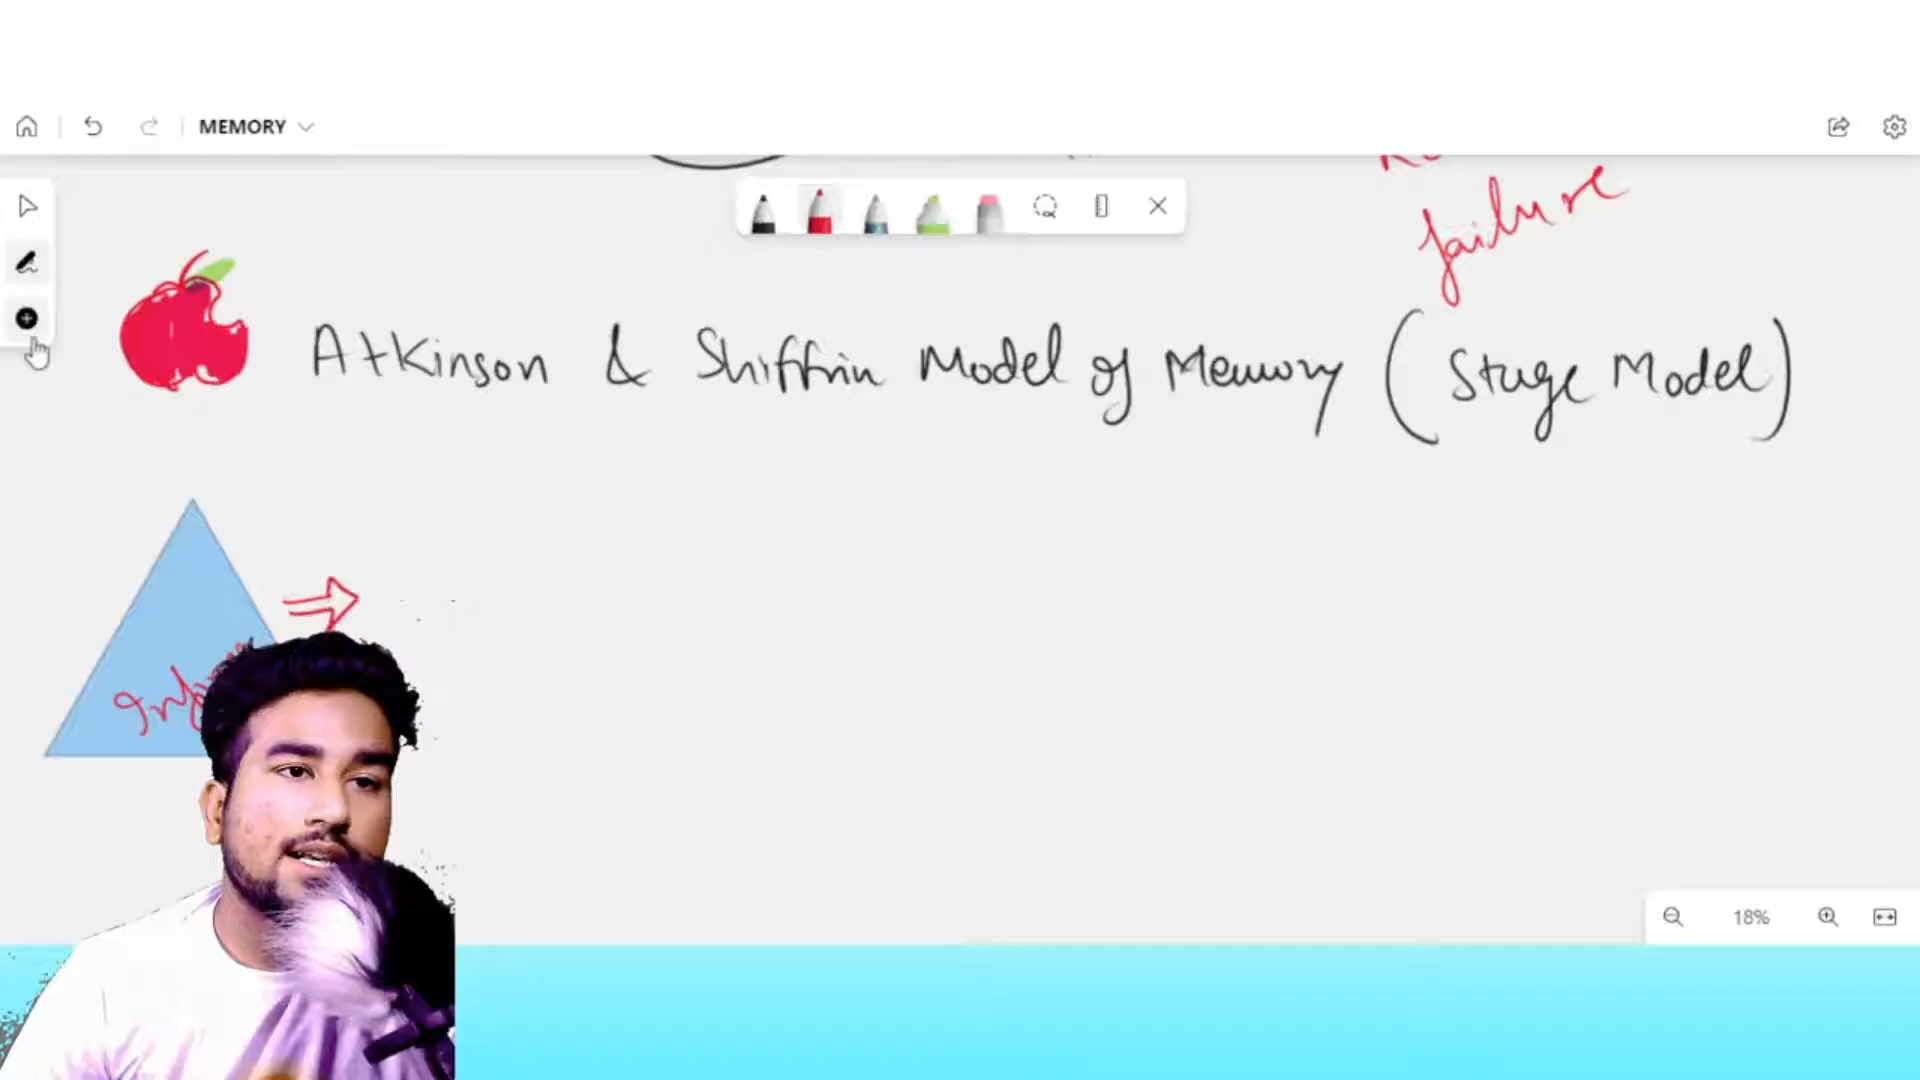 MEMORY
failure
Atkinson & Shiffrin Model of Memory (Stage Model)
18%